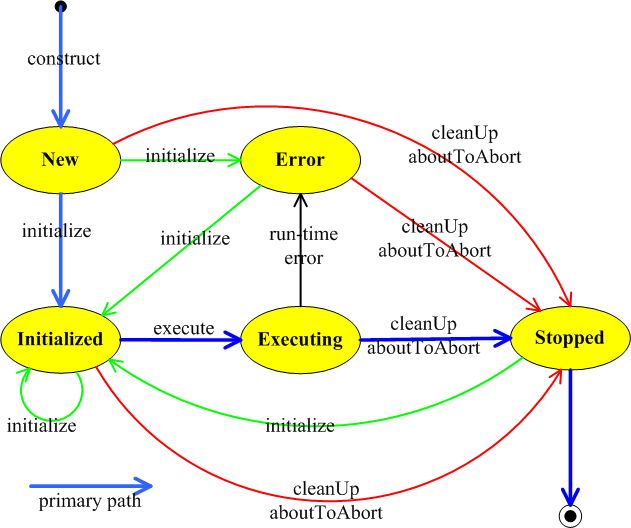 construct
cleanUp
aboutToAbort
New
initialize
Error
initialize
initialize
run-time
error
cleanUp
aboutToAbort
Initialized
execute
Executing
cleanUp
aboutToAbort
Stopped
initialize
initialize
primary path
cleanUp
aboutToAbort